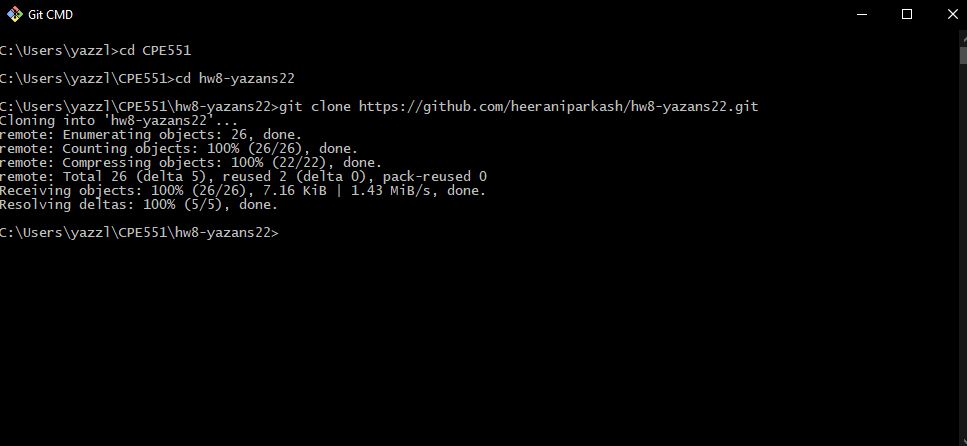 Git CMD
C:\Users\yazzl>cd CPE551
C:\Users\yazzl\CPE551>cd hw8-yazans22
C:\Users\yazzl\CPE551\hw8-yazans22>git clone https://github.com/heeraniparkash/hw8-yazans22.git
Cloning into 'hw8-yazans22'...
remote: Enumerating objects: 26, done.
remote: Counting objects: 100% (26/26), done.
remote: Compressing objects: 100% (22/22), done.
remote: Total 26 (delta 5), reused 2 (delta 0), pack-reused 0
Receiving objects: 100% (26/26), 7.16 KiB | 1.43 MiB/s, done.
Resolving deltas: 100% (5/5), done.
C:\Users\yazzl\CPE551\hw8-yazans22>